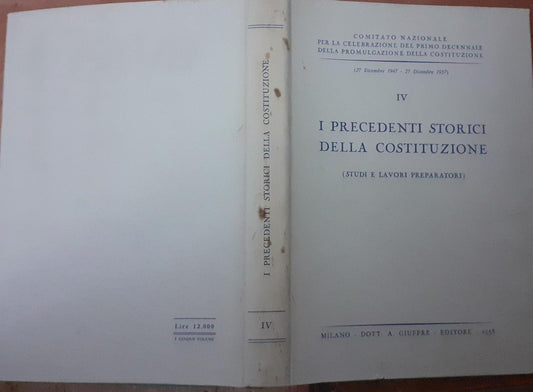 COMITATO NAZIONALE
PER LA CELEBRAZIONE DEL PRIMO DECENNALE
DELLA PROMULGAZIONE DELLA COSTITUZIONE
(27 Dicembre 1947 - 27 Dicembre 1957)
IV
I PRECEDENTI STORICI
DELLA COSTITUZIONE
(STUDI E LAVORI PREPARATORI)
MILANO - DOTT. A. GIUFFRÈ - EDITORE - 1958
I PRECEDENTI STORICI DELLA COSTITUZIONE
IV
Lire 12.000
I CINQUE VOLUMI